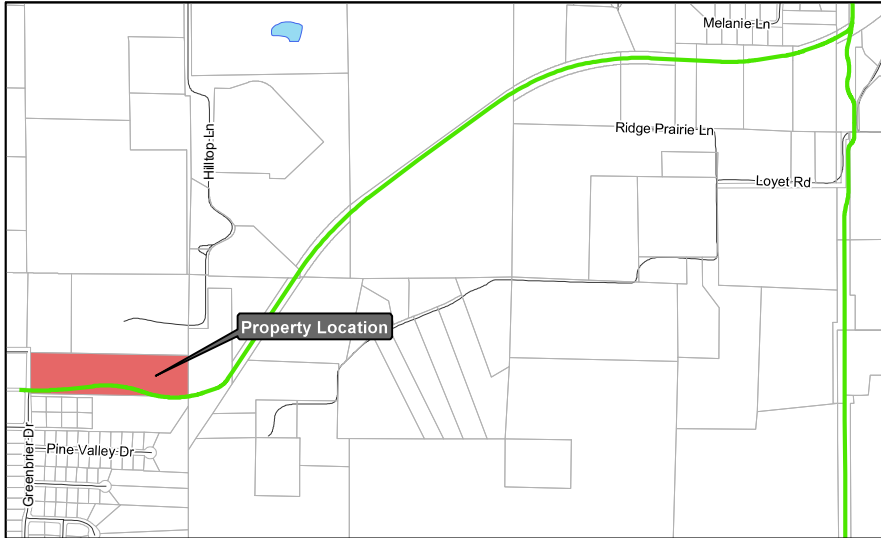 Melanie Ln
Ridge Prairie Ln
Hilltop Ln
Loyet Rd
Property Location
Greenbrier Dr
Pine Valley Dr